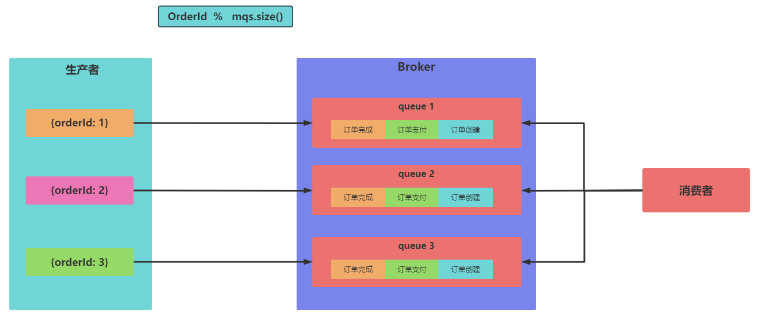 OrderId % mqs.size()
生产者
Broker
{orderId: 1}
queue 1
订单完成 订单支付 订单创建
{orderId: 2}
queue 2
订单完成 订单支付 订单创建
消费者
{orderId: 3}
queue 3
订单完成 订单支付 订单创建